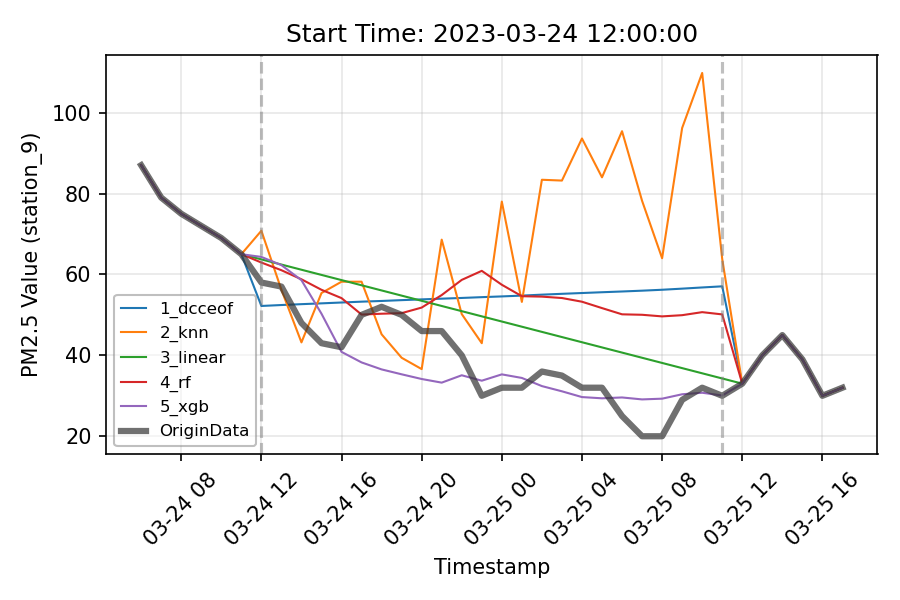 Start Time: 2023-03-24 12:00:00
PM2.5 Value (station_9)
100
80
60
40
20
1_dcceof
2_knn
3_linear
4_rf
5_xgb
OriginData
03-24 08
03-24 12
03-24 16
03-24 20
03-25 00
03-25 04
03-25 08
03-25 12
03-25 16
Timestamp